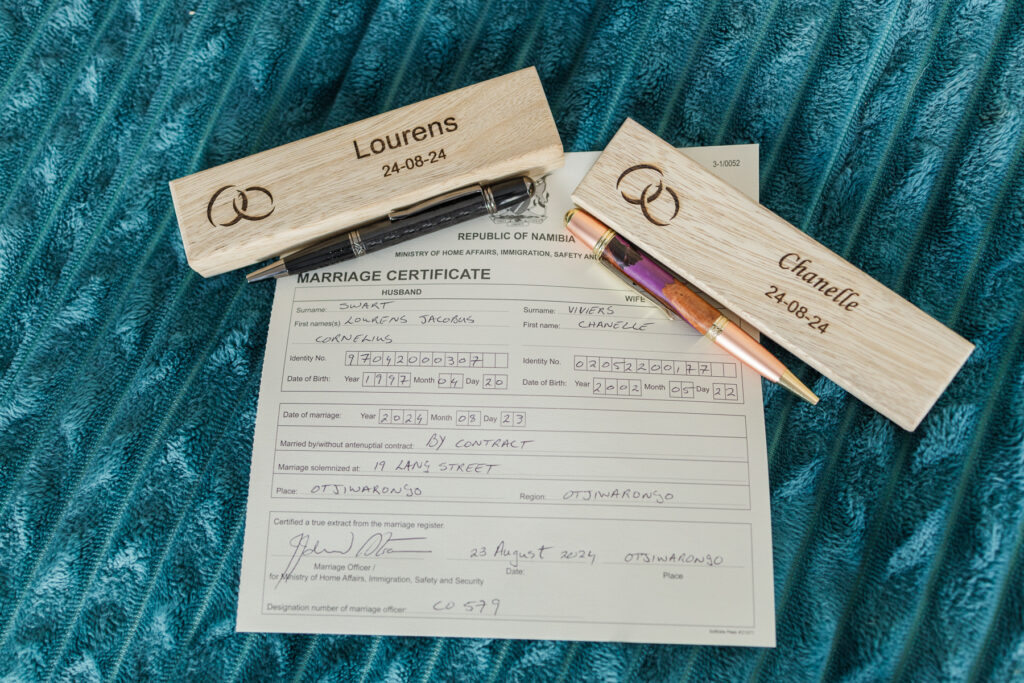 Lourens
24-08-24
Chanelle
24-08-24
3-1/0052
REPUBLIC OF NAMIBIA
MINISTRY OF HOME AFFAIRS, IMMIGRATION, SAFETY AND
MARRIAGE CERTIFICATE
HUSBAND WIFE
Surname: SWART Surname: VIVIERS
First names(s) LOURENS JACOBUS First name: CHANELLE
CORNELIUS
Identity No. 97042000307 Identity No. 02052200177
Date of Birth: Year 1997 Month 04 Day 20 Date of Birth: Year 2002 Month 05 Day 22
Date of marriage: Year 2024 Month 08 Day 23
Married by/without antenuptial contract: BY CONTRACT
Marriage solemnized at: 19 LANG STREET
Place: OTJIWARONGO Region: OTJIWARONGO
Certified a true extract from the marriage register.
23 August 2024 OTJIWARONGO
Marriage Officer / Date: Place
for Ministry of Home Affairs, Immigration, Safety and Security
Designation number of marriage officer: CO 579